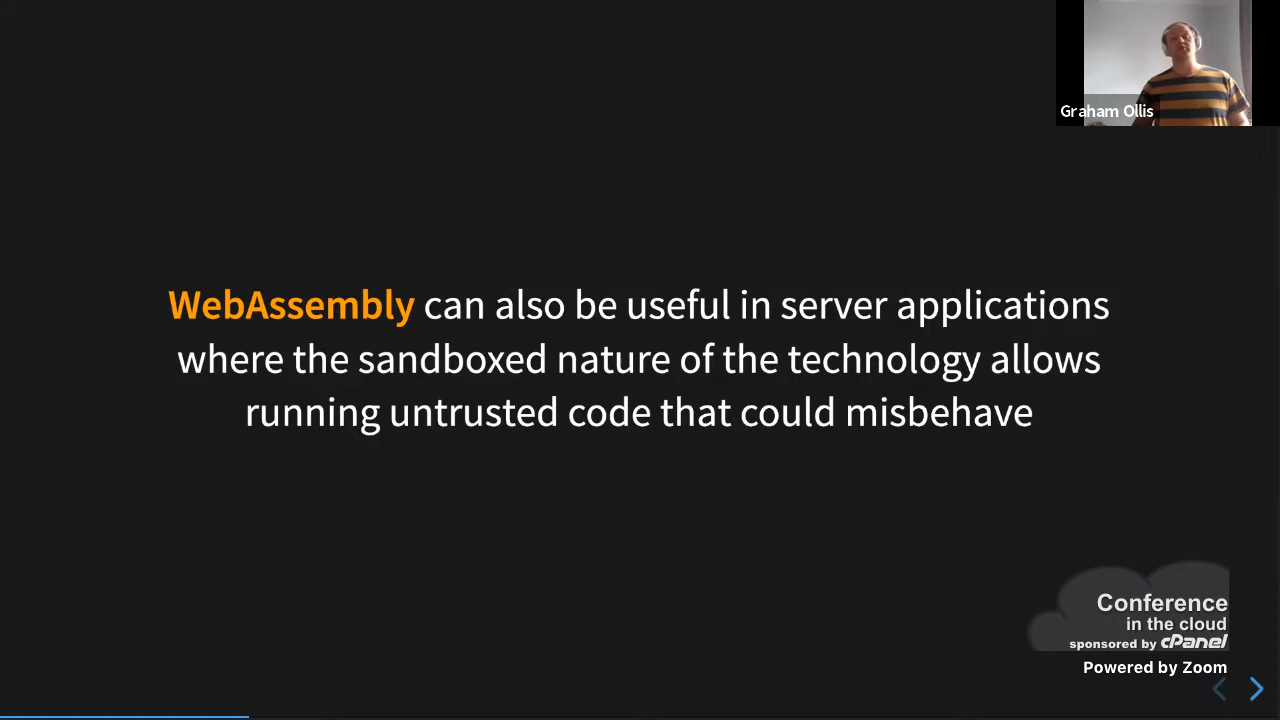 Graham Ollis
WebAssembly can also be useful in server applications
where the sandboxed nature of the technology allows
running untrusted code that could misbehave
Conference
in the cloud
sponsored by cPanel
Powered by Zoom